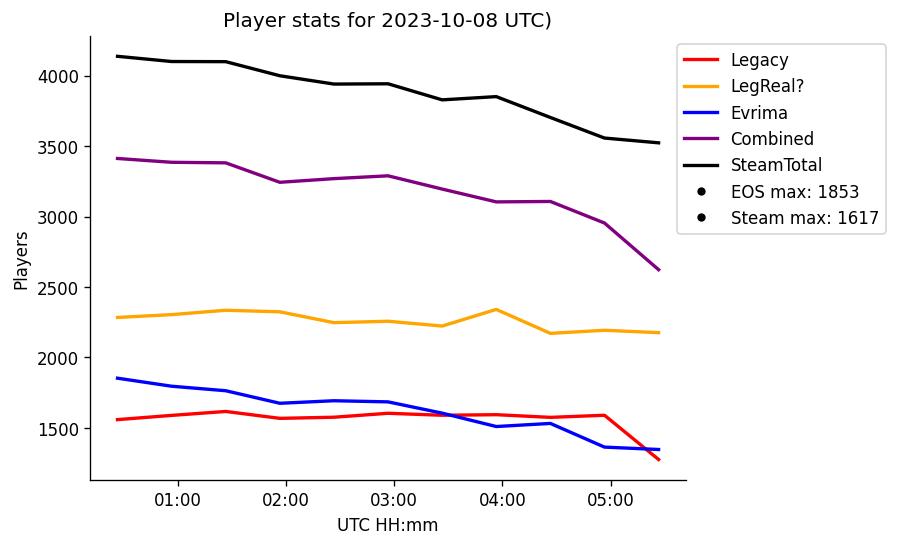 Player stats for 2023-10-08 UTC)
Players
4000
3500
3000
2500
2000
1500
01:00 02:00 03:00 04:00 05:00
UTC HH:mm
Legacy
LegReal?
Evrima
Combined
SteamTotal
EOS max: 1853
Steam max: 1617